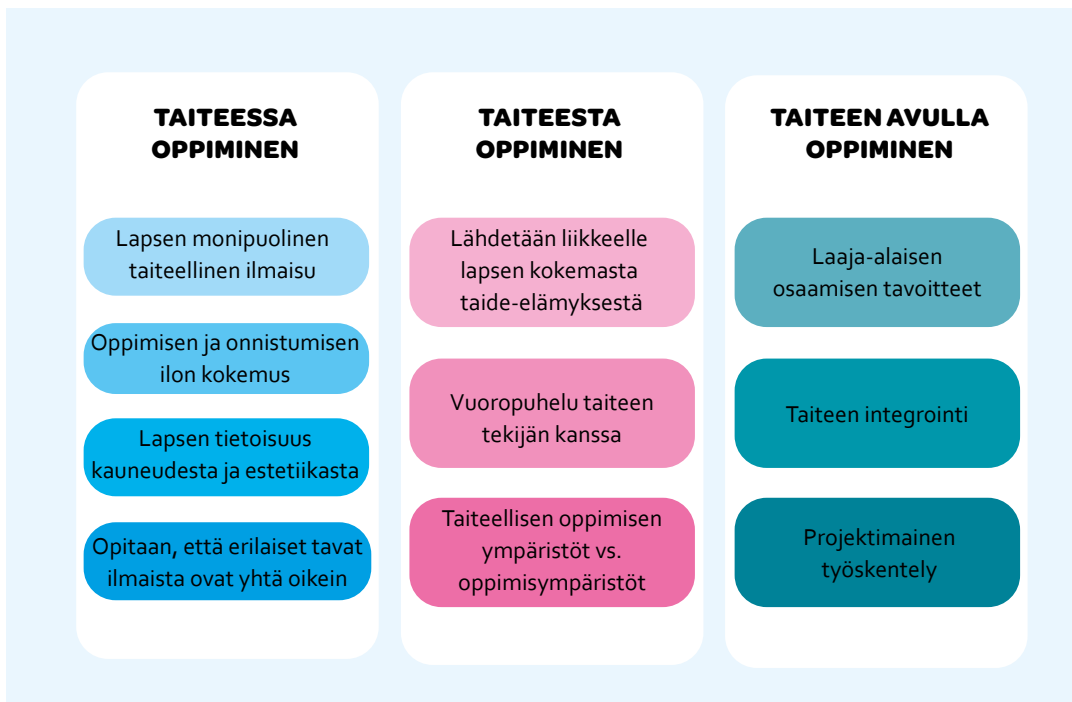 TAITEESSA
OPPIMINEN
Lapsen monipuolinen
taiteellinen ilmaisu
Oppimisen ja onnistumisen
ilon kokemus
Lapsen tietoisuus
kauneudesta ja estetiikasta
Opitaan, että erilaiset tavat
ilmaista ovat yhtä oikein
TAITEESTA
OPPIMINEN
Lähdetään liikkeelle
lapsen kokemasta
taide-elämyksestä
Vuoropuhelu taiteen
tekijän kanssa
Taiteellisen oppimisen
ympäristöt vs.
oppimisympäristöt
TAITEEN AVULLA
OPPIMINEN
Laaja-alaisen
osaamisen tavoitteet
Taiteen integrointi
Projektimainen
työskentely